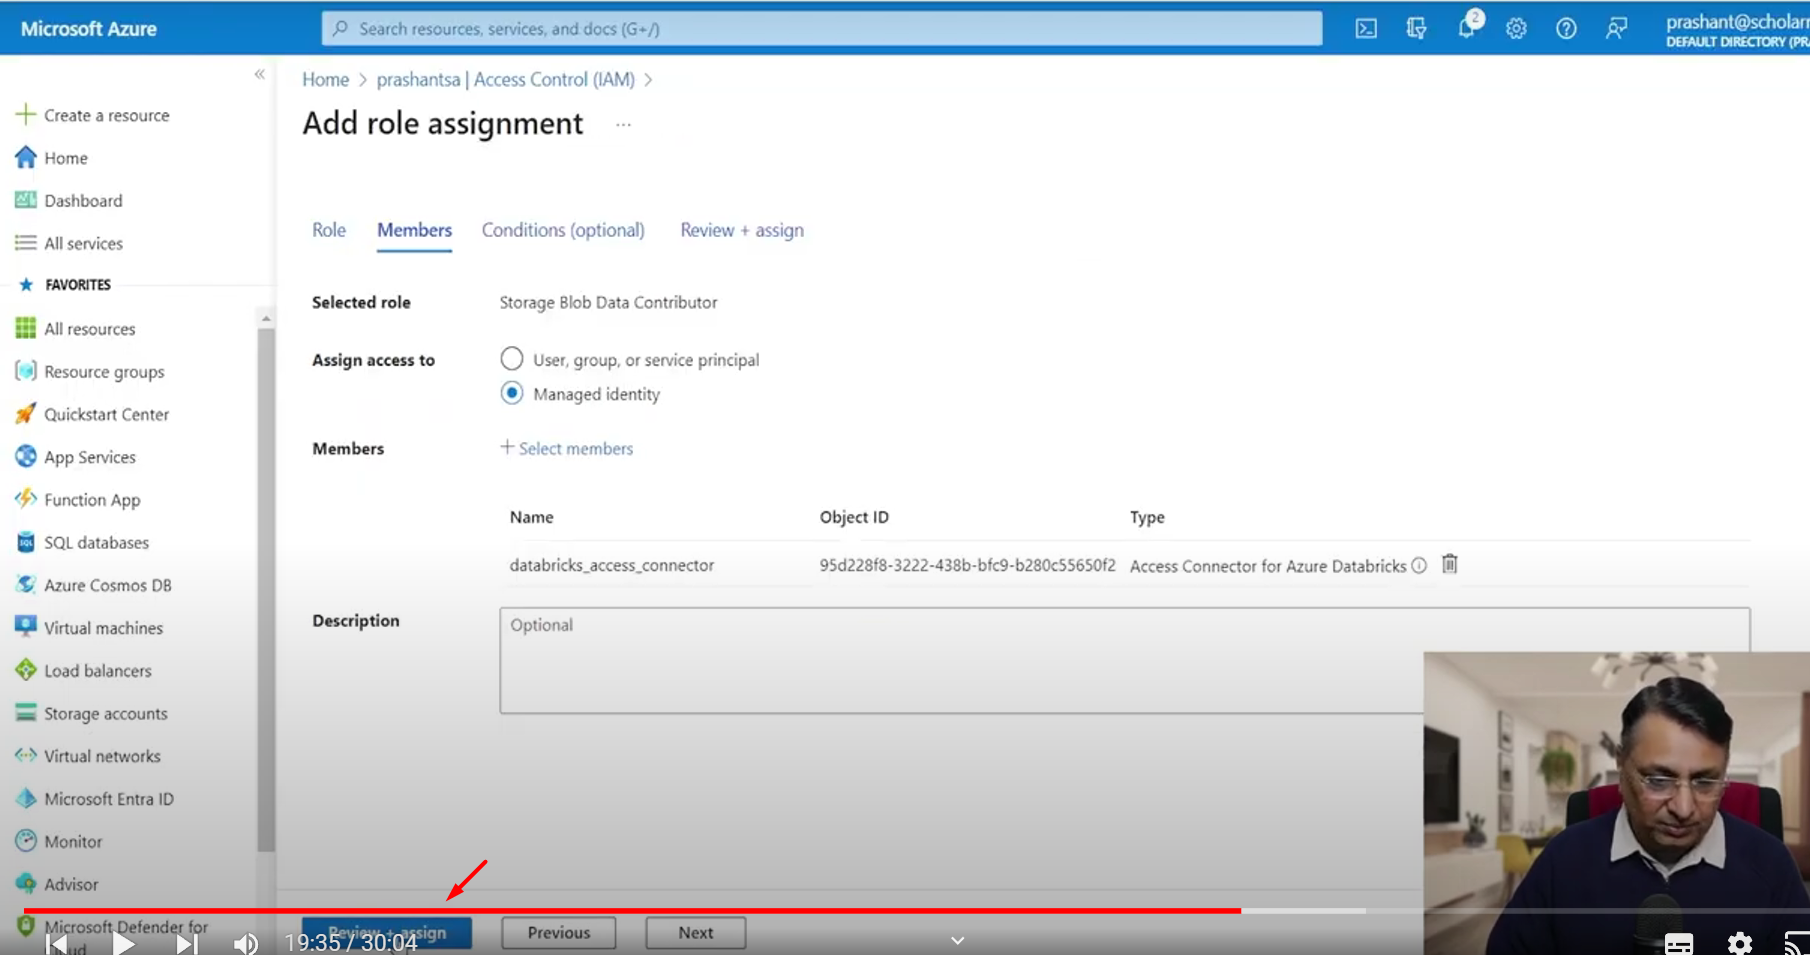 Microsoft Azure
Search resources, services, and docs (G+/)
2
prashant@scholar
DEFAULT DIRECTORY (PR
«
Home > prashantsa | Access Control (IAM) >
Add role assignment ...
Create a resource
Home
Dashboard
All services
FAVORITES
All resources
Resource groups
Quickstart Center
App Services
Function App
SQL databases
Azure Cosmos DB
Virtual machines
Load balancers
Storage accounts
Virtual networks
Microsoft Entra ID
Monitor
Advisor
Microsoft Defender for
Role Members Conditions (optional) Review + assign
Selected role Storage Blob Data Contributor
Assign access to User, group, or service principal
Managed identity
Members + Select members
Name Object ID Type
databricks_access_connector 95d228f8-3222-438b-bfc9-b280c55650f2 Access Connector for Azure Databricks
Description Optional
Review + assign Previous Next
19:35 / 30:04